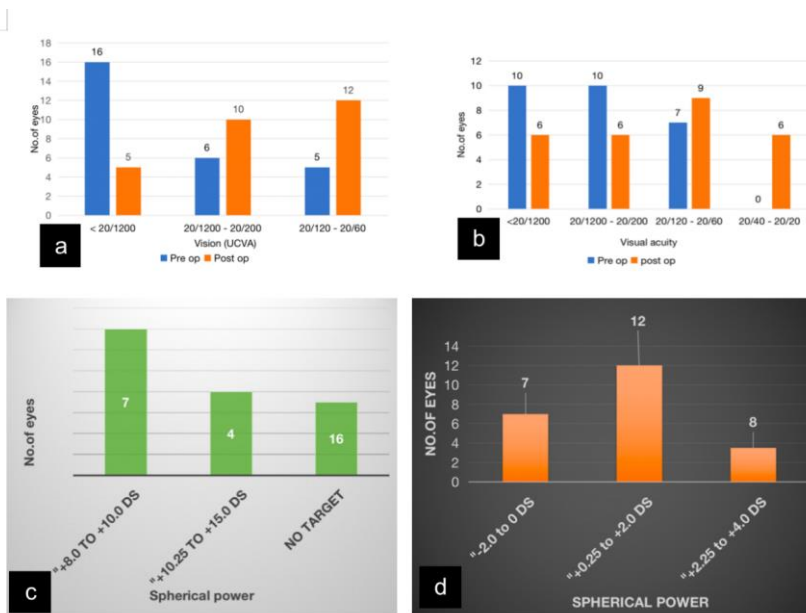 18
16
14
12
10
8
6
4
2
0
No.of eyes
16
5
6
10
5
12
< 20/1200
20/1200 - 20/200
20/120 - 20/60
Vision (UCVA)
Pre op
Post op
a
12
10
8
6
4
2
0
No.of eyes
10
6
10
6
7
9
0
6
<20/1200
20/1200 - 20/200
20/120 - 20/60
20/40 - 20/20
Visual acuity
Pre op
post op
b
No.of eyes
7
4
16
"+8.0 TO +10.0 DS
"+10.25 TO +15.0 DS
NO TARGET
Spherical power
c
14
12
10
8
6
4
2
0
NO.OF EYES
7
12
8
"-2.0 to 0 DS
"+0.25 to +2.0 DS
"+2.25 to +4.0 DS
SPHERICAL POWER
d